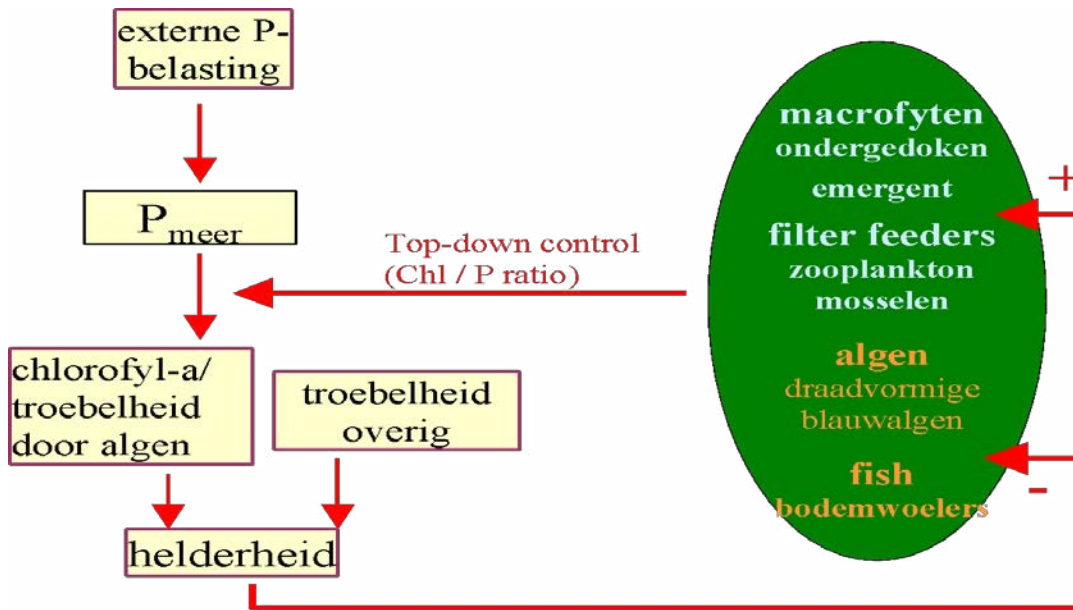 externe P-
belasting
P meer
Top-down control
(Chl / P ratio)
chlorofyl-a/
troebelheid
door algen
troebelheid
overig
helderheid
macrofyten
ondergedoken
emergent
filter feeders
zooplankton
mosselen
algen
draadvormige
blauwalgen
fish
bodemwoelers
+
-